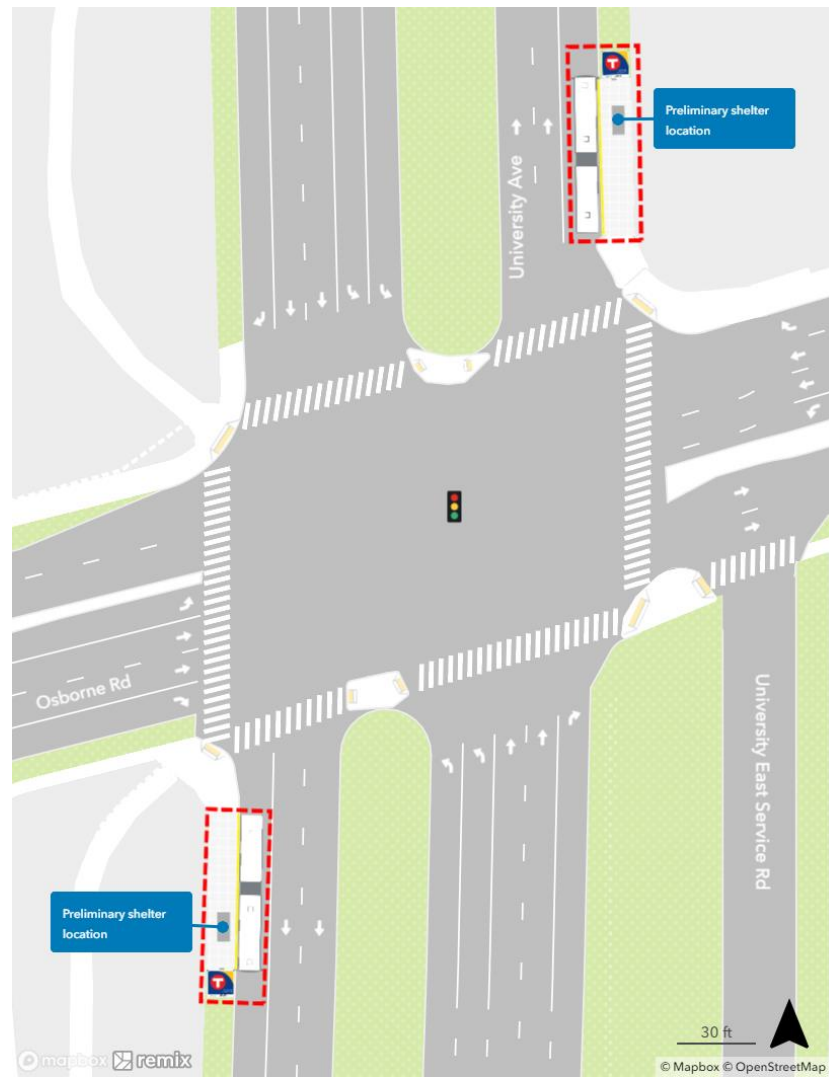 Preliminary shelter
location
University Ave
Osborne Rd
University East Service Rd
Preliminary shelter
location
30 ft
mapbox remix
© Mapbox © OpenStreetMap